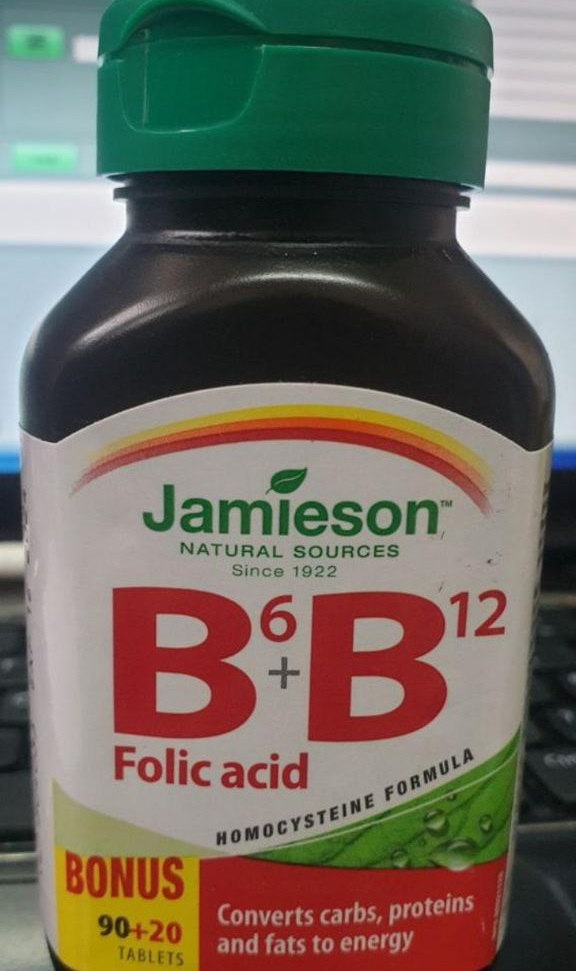 Jamieson™
NATURAL SOURCES
Since 1922
B6 + B12
Folic acid
HOMOCYSTEINE FORMULA
BONUS
90+20
TABLETS
Converts carbs, proteins
and fats to energy